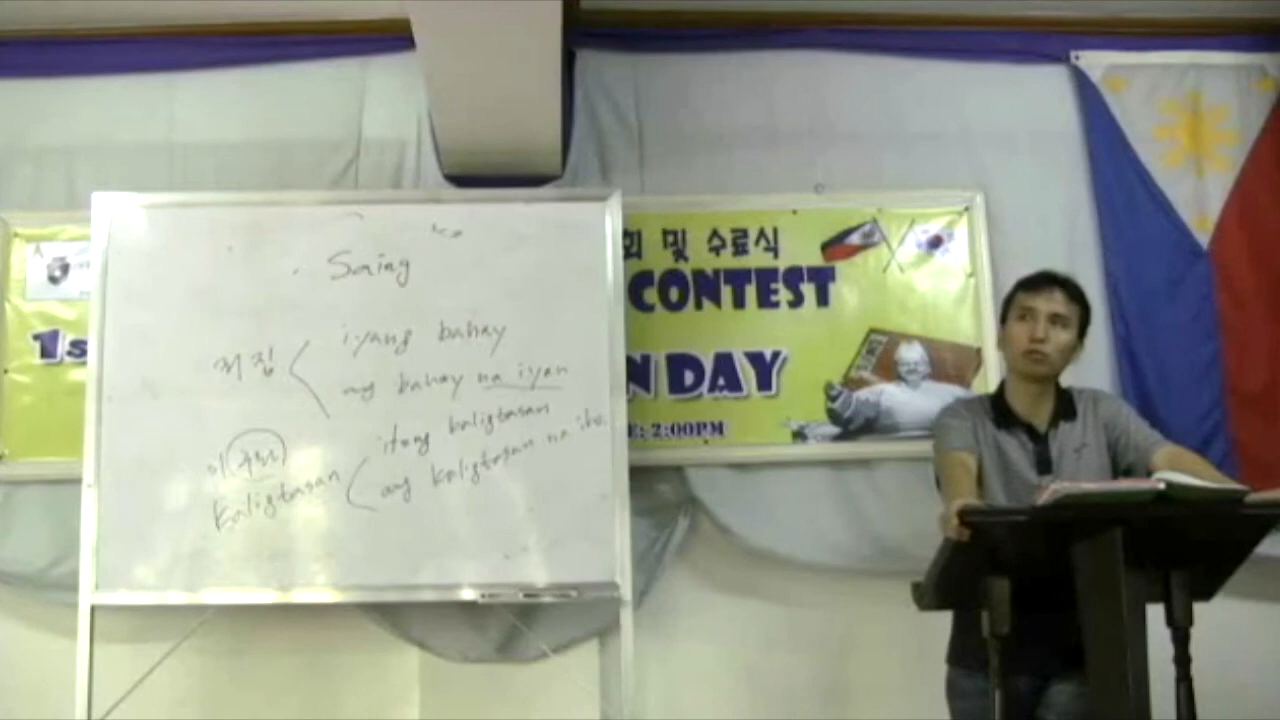 Saring
저 집
iyang bahay
ang bahay na iyan
이 구원
kaligtasan
itong kaligtasan
ang kaligtasan na ito.
1s
회 및 수료식
CONTEST
N DAY
E: 2:00PM